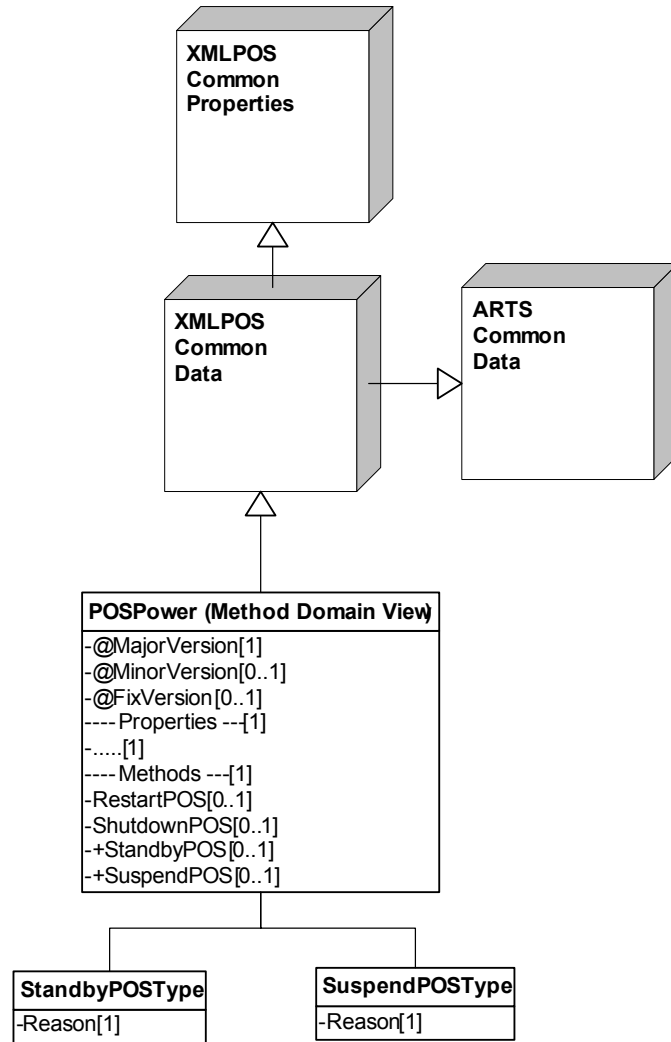 XMLPOS
Common
Properties
XMLPOS
Common
Data
ARTS
Common
Data
POSPower (Method Domain View)
-@MajorVersion[1]
-@MinorVersion[0..1]
-@FixVersion[0..1]
---- Properties ---[1]
-.....[1]
---- Methods ---[1]
-RestartPOS[0..1]
-ShutdownPOS[0..1]
-+StandbyPOS[0..1]
-+SuspendPOS[0..1]
StandbyPOSType
-Reason[1]
SuspendPOSType
-Reason[1]